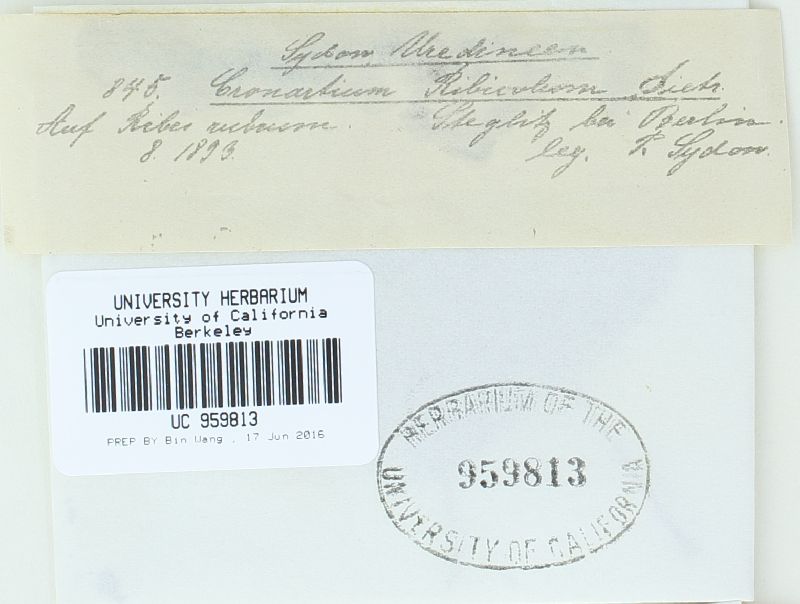 Sydow Uredineen
845. Cronartium Ribicolum Dietr.
Auf Ribes rubrum. Steglitz bei Berlin.
8. 1893. leg. P. Sydow.
UNIVERSITY HERBARIUM
University of California
Berkeley
UC 959813
PREP BY Bin Wang , 17 Jun 2016
HERBARIUM OF THE
959813
UNIVERSITY OF CALIFORNIA